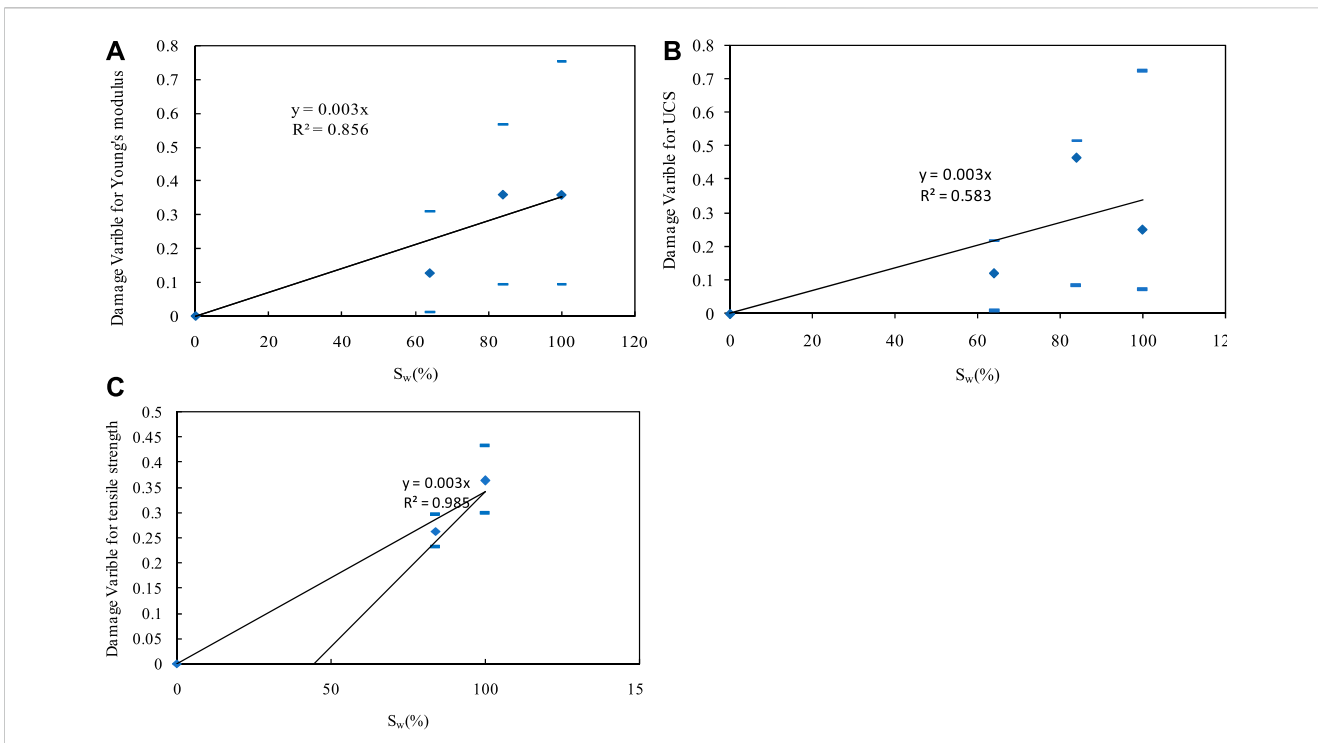 A
Damage Varible for Young's modulus
0.8
0.7
0.6
0.5
0.4
0.3
0.2
0.1
0
y = 0.003x
R² = 0.856
0 20 40 60 80 100 120
Sw(%)
B
Damage Varible for UCS
0.8
0.7
0.6
0.5
0.4
0.3
0.2
0.1
0
y = 0.003x
R² = 0.583
0 20 40 60 80 100 12
Sw(%)
C
Damage Varible for tensile strength
0.5
0.45
0.4
0.35
0.3
0.25
0.2
0.15
0.1
0.05
0
y = 0.003x
R² = 0.985
0 50 100 15
Sw(%)